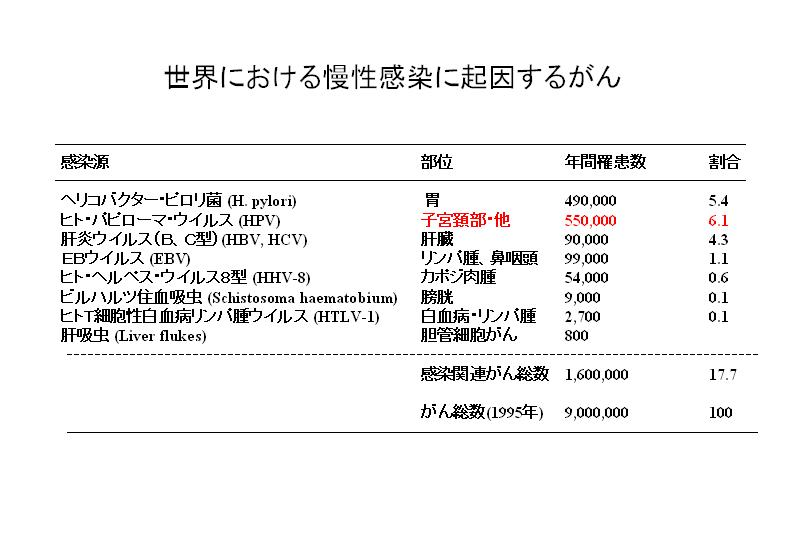 世界における慢性感染に起因するがん
感染源 部位 年間罹患数 割合
ヘリコバクター・ピロリ菌 (H. pylori) 胃 490,000 5.4
ヒト・パピローマ・ウイルス (HPV) 子宮頚部・他 550,000 6.1
肝炎ウイルス(B、C型) (HBV, HCV) 肝臓 90,000 4.3
EBウイルス (EBV) リンパ腫、鼻咽頭 99,000 1.1
ヒト・ヘルペス・ウイルス8型 (HHV-8) カポジ肉腫 54,000 0.6
ビルハルツ住血吸虫 (Schistosoma haematobium) 膀胱 9,000 0.1
ヒトT細胞性白血病リンパ腫ウイルス (HTLV-1) 白血病・リンパ腫 2,700 0.1
肝吸虫 (Liver flukes) 胆管細胞がん 800
感染関連がん総数 1,600,000 17.7
がん総数(1995年) 9,000,000 100